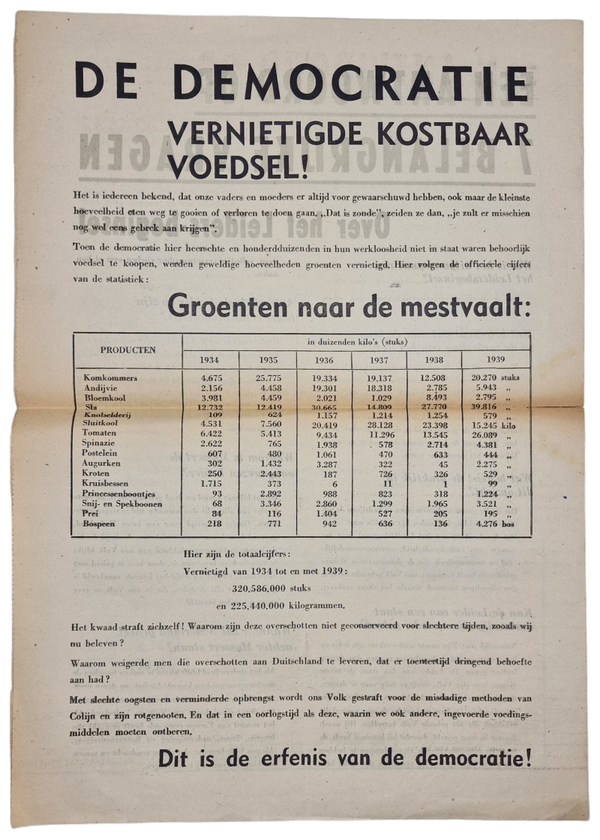 DE DEMOCRATIE
VERNIETIGDE KOSTBAAR
VOEDSEL!
Het is iedereen bekend, dat onze vaders en moeders er altijd voor gewaarschuwd hebben, ook maar de kleinste
hoeveelheid eten weg te gooien of verloren te doen gaan. „Dat is zonde”, zeiden ze dan, „je zult er misschien
nog wel eens gebrek aan krijgen”.
Toen de democratie hier heerschte en honderdduizenden in hun werkloosheid niet in staat waren behoorlijk
voedsel te koopen, werden geweldige hoeveelheden groenten vernietigd. Hier volgen de officieele cijfers
van de statistiek:
Groenten naar de mestvaalt:
PRODUCTEN in duizenden kilo's (stuks)
1934 1935 1936 1937 1938 1939
Komkommers 4.675 25.775 19.334 19.137 12.508 20.270 stuks
Andijvie 2.156 4.458 19.301 18.318 2.785 5.943 „
Bloemkool 3.981 4.459 2.021 1.029 8.493 2.795 „
Sla 12.732 12.419 30.665 14.809 27.770 39.816 „
Knolselderij 109 624 1.157 1.214 1.254 579 „
Sluitkool 4.531 7.560 20.419 28.128 23.398 15.245 kilo
Tomaten 6.422 5.413 9.434 11.296 13.545 26.089 „
Spinazie 2.622 765 1.938 578 2.714 4.381 „
Postelein 607 480 1.061 470 633 444 „
Augurken 302 1.432 3.287 322 45 2.275 „
Kroten 250 2.443 187 726 326 529 „
Kruisbessen 1.715 373 6 11 1 99 „
Princessenboontjes 93 2.892 988 823 318 1.224 „
Snij- en Spekboonen 68 3.346 2.860 1.299 1.965 3.521 „
Prei 84 116 1.404 527 205 195 „
Bospeen 218 771 942 636 136 4.276 bos
Hier zijn de totaalcijfers:
Vernietigd van 1934 tot en met 1939:
320,586,000 stuks
en 225,440,000 kilogrammen.
Het kwaad straft zichzelf! Waarom zijn deze overschotten niet geconserveerd voor slechtere tijden, zooals wij
nu beleven?
Waarom weigerde men die overschotten aan Duitschland te leveren, dat er toentertijd dringend behoefte
aan had?
Met slechte oogsten en verminderde opbrengst wordt ons Volk gestraft voor de misdadige methoden van
Colijn en zijn rotgenooten. En dat in een oorlogstijd als deze, waarin we ook andere, ingevoerde voedings-
middelen moeten ontberen.
Dit is de erfenis van de democratie!